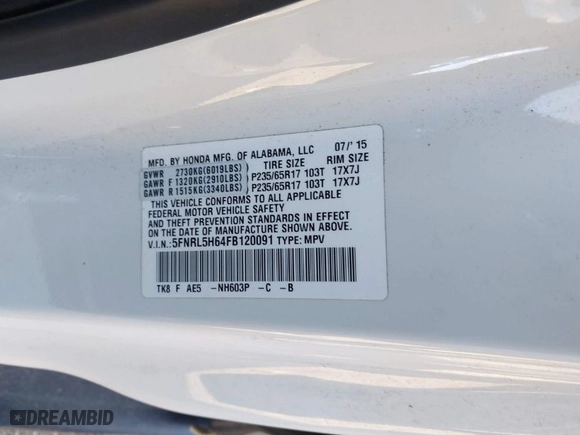 MFD. BY HONDA MFG. OF ALABAMA, LLC 07/'15
TIRE SIZE RIM SIZE
GVWR 2730KG(6019LBS)
GAWR F 1320KG(2910LBS) P235/65R17 103T 17X7J
GAWR R 1515KG(3340LBS) P235/65R17 103T 17X7J
THIS VEHICLE CONFORMS TO ALL APPLICABLE
FEDERAL MOTOR VEHICLE SAFETY
AND THEFT PREVENTION STANDARDS IN EFFECT
ON THE DATE OF MANUFACTURE SHOWN ABOVE.
V.I.N: 5FNRL5H64FB120091 TYPE: MPV
TK8 F AE5 -NH603P -C -B
DREAMBID